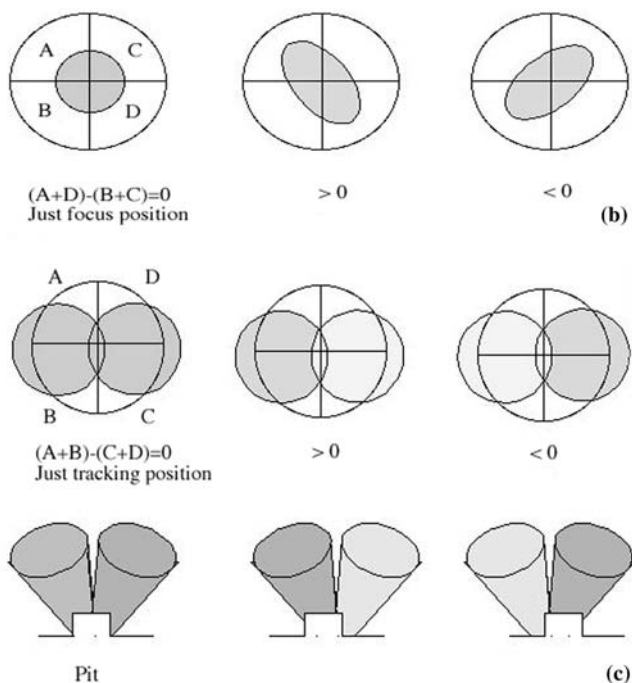 A C
B D
(A+D)-(B+C)=0 > 0 < 0
Just focus position (b)
A D
B C
(A+B)-(C+D)=0 > 0 < 0
Just tracking position
Pit (c)